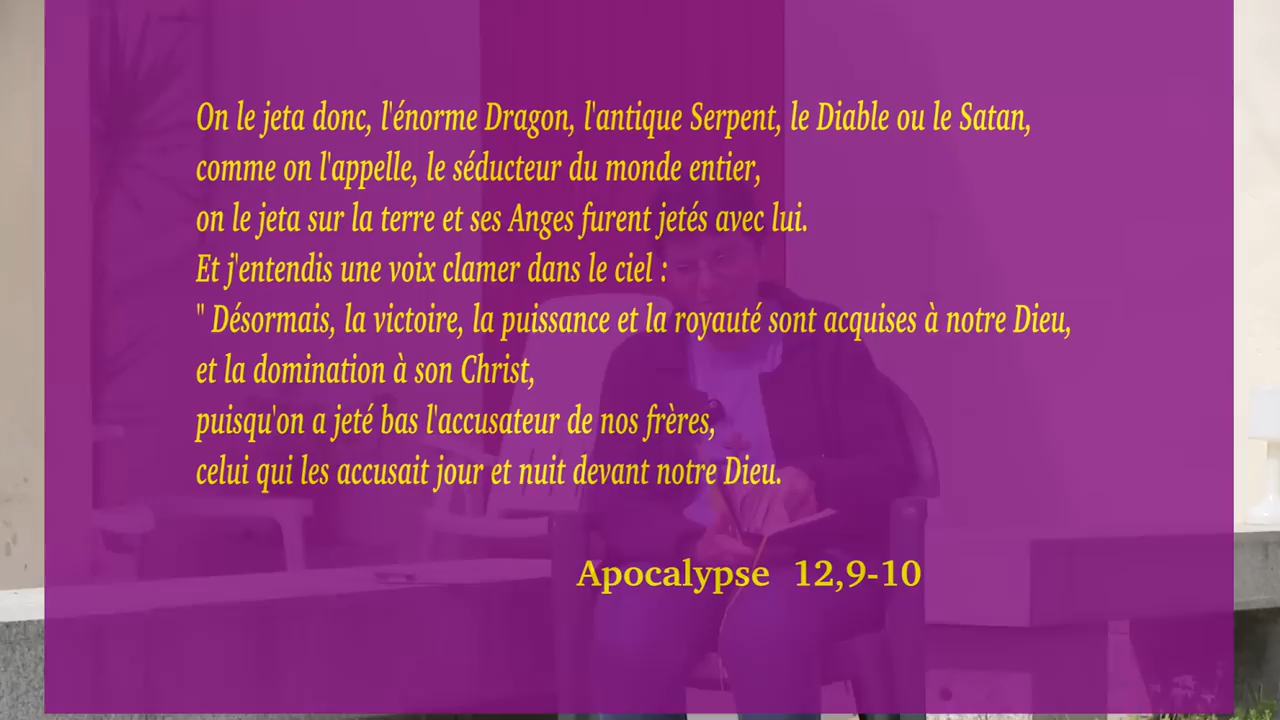 On le jeta donc, l'énorme Dragon, l'antique Serpent, le Diable ou le Satan,
comme on l'appelle, le séducteur du monde entier,
on le jeta sur la terre et ses Anges furent jetés avec lui.
Et j'entendis une voix clamer dans le ciel :
" Désormais, la victoire, la puissance et la royauté sont acquises à notre Dieu,
et la domination à son Christ,
puisqu'on a jeté bas l'accusateur de nos frères,
celui qui les accusait jour et nuit devant notre Dieu.
Apocalypse 12,9-10